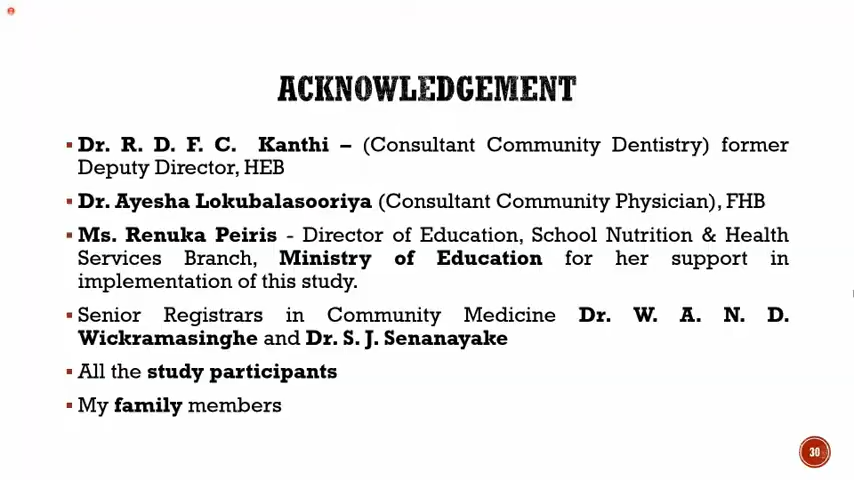 ACKNOWLEDGEMENT
▪ Dr. R. D. F. C. Kanthi – (Consultant Community Dentistry) former
Deputy Director, HEB
▪ Dr. Ayesha Lokubalasooriya (Consultant Community Physician), FHB
▪ Ms. Renuka Peiris - Director of Education, School Nutrition & Health
Services Branch, Ministry of Education for her support in
implementation of this study.
▪ Senior Registrars in Community Medicine Dr. W. A. N. D.
Wickramasinghe and Dr. S. J. Senanayake
▪ All the study participants
▪ My family members
30